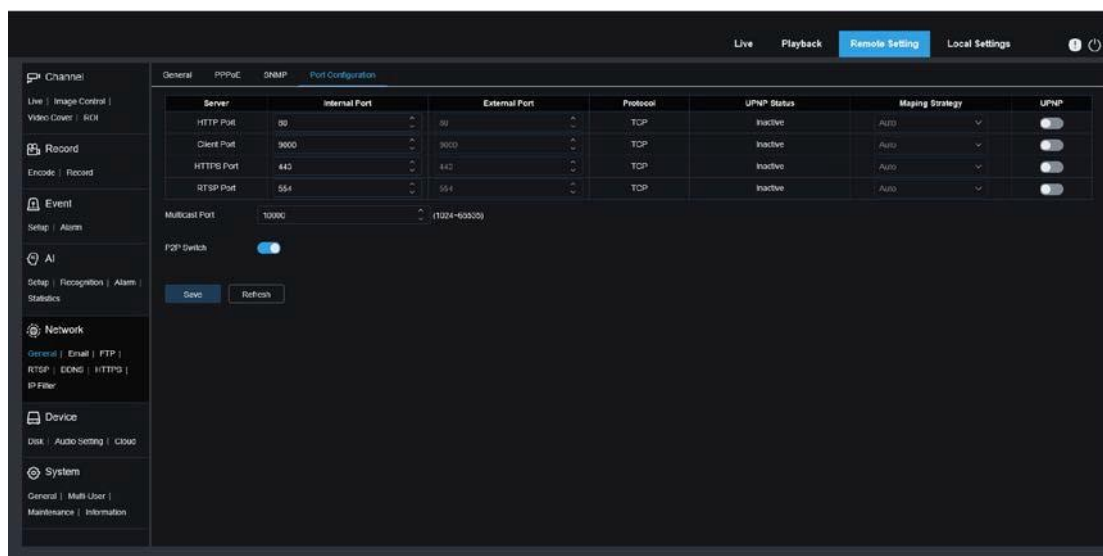 Live Playback Remote Setting Local Settings
Channel
Live | Image Control |
Video Cover | ROI
Record
Encode | Record
Event
Setup | Alarm
AI
Setup | Recognition | Alarm |
Statistics
Network
General | Email | FTP |
RTSP | DDNS | HTTPS |
IP Filter
Device
Disk | Audio Setting | Cloud
System
General | Multi-User |
Maintenance | Information
General PPPoE SNMP Port Configuration
Server Internal Port External Port Protocol UPNP Status Maping Strategy UPNP
HTTP Port 80 80 TCP Inactive Auto
Client Port 9000 9000 TCP Inactive Auto
HTTPS Port 443 443 TCP Inactive Auto
RTSP Port 554 554 TCP Inactive Auto
Multicast Port 10000 (1024~65535)
P2P Switch
Save Refresh